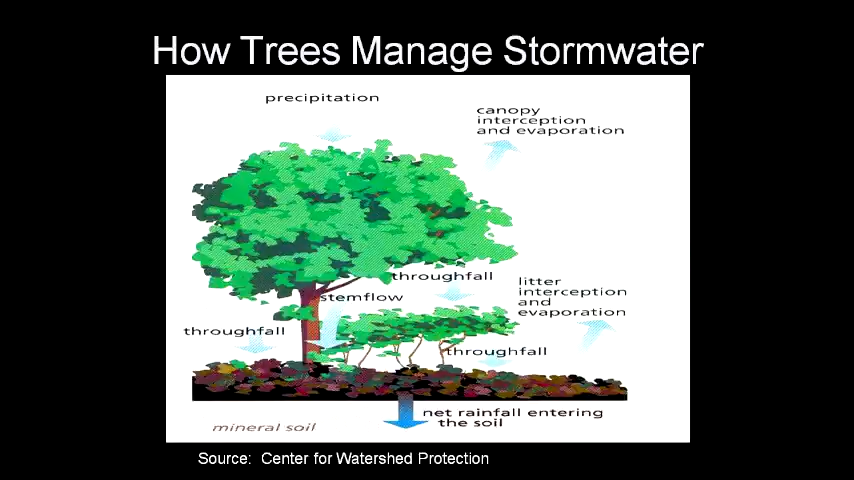 How Trees Manage Stormwater
precipitation
canopy
interception
and evaporation
throughfall
stemflow
litter
interception
and
evaporation
throughfall
throughfall
net rainfall entering
the soil
mineral soil
Source: Center for Watershed Protection